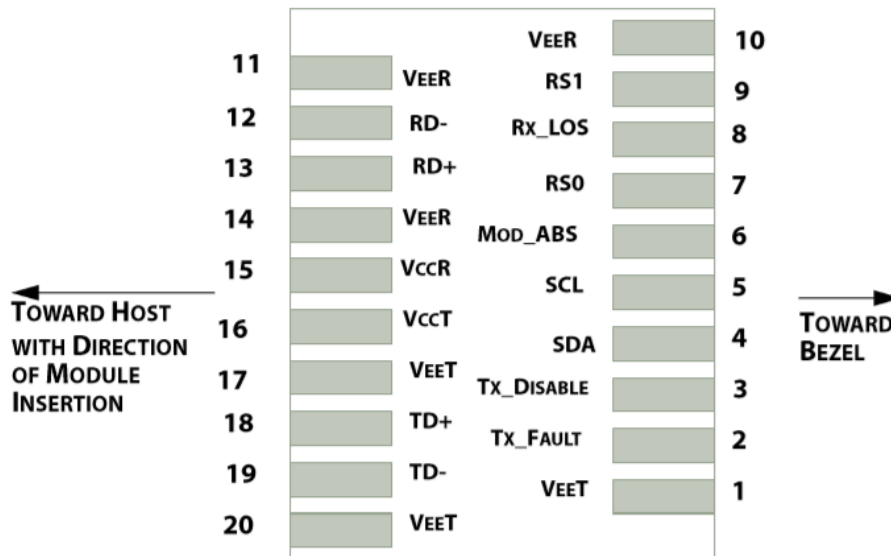 11 VEER
12 RD-
13 RD+
14 VEER
15 VCCR
16 VCCT
17 VEET
18 TD+
19 TD-
20 VEET
VEER 10
RS1 9
RX_LOS 8
RS0 7
MOD_ABS 6
SCL 5
SDA 4
TX_DISABLE 3
TX_FAULT 2
VEET 1
TOWARD HOST
WITH DIRECTION
OF MODULE
INSERTION
TOWARD
BEZEL